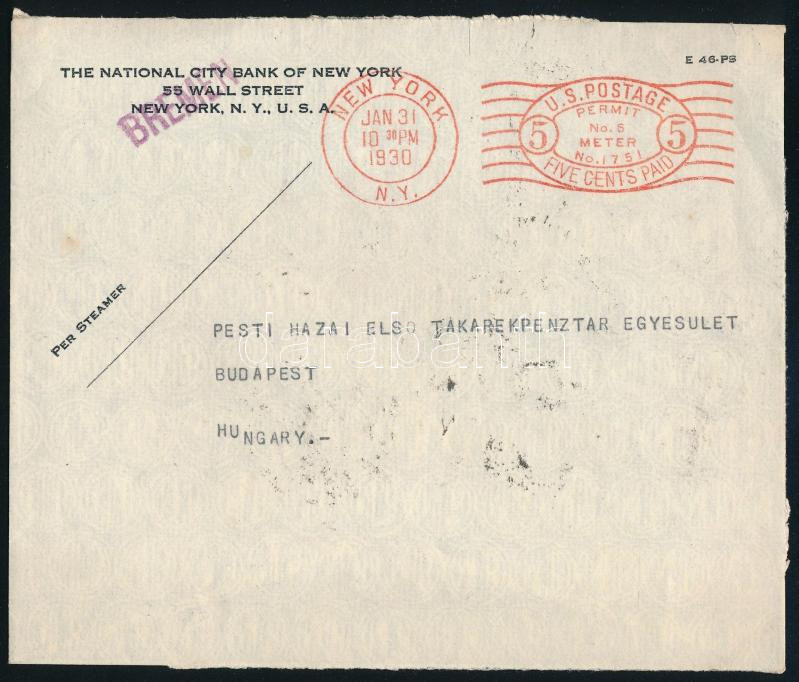 E 46-PS
THE NATIONAL CITY BANK OF NEW YORK
55 WALL STREET
NEW YORK, N. Y., U. S. A.
BREMEN
NEW YORK
JAN 31
10 30 PM
1930
N.Y.
U.S. POSTAGE
PERMIT
No. 5
METER
No. 1751
5 5
FIVE CENTS PAID
PER STEAMER
PESTI HAZAI ELSO TAKAREKPENZTAR EGYESULET
BUDAPEST
HUNGARY.-
darabanth